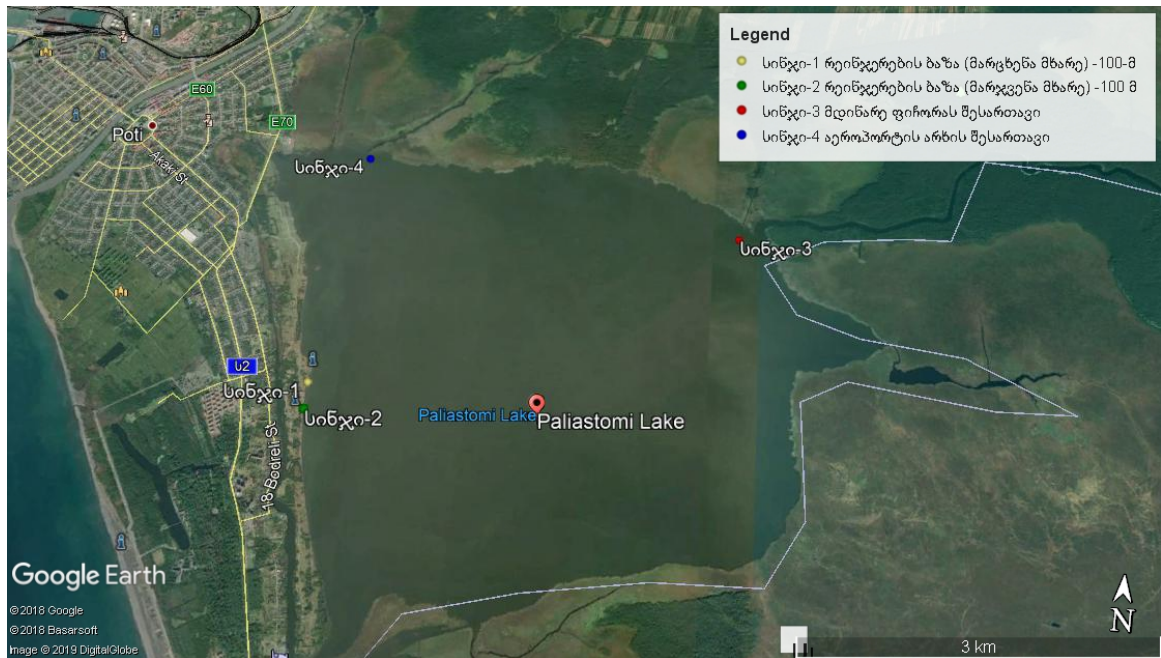 Legend
სინჯი-1 რეინჯერების ბაზა (მარცხენა მხარე) -100-მ
სინჯი-2 რეინჯერების ბაზა (მარჯვენა მხარე) -100 მ
სინჯი-3 მდინარე ფიჩორას შესართავი
სინჯი-4 აეროპორტის არხის შესართავი
E60
E70
Poti
Akaki St
სინჯი-4
სინჯი-3
ს2
სინჯი-1
სინჯი-2
Paliastomi Lake
Paliastomi Lake
18 Bodreli St
Google Earth
©2018 Google
©2018 Basarsoft
Image © 2019 DigitalGlobe
N
3 km